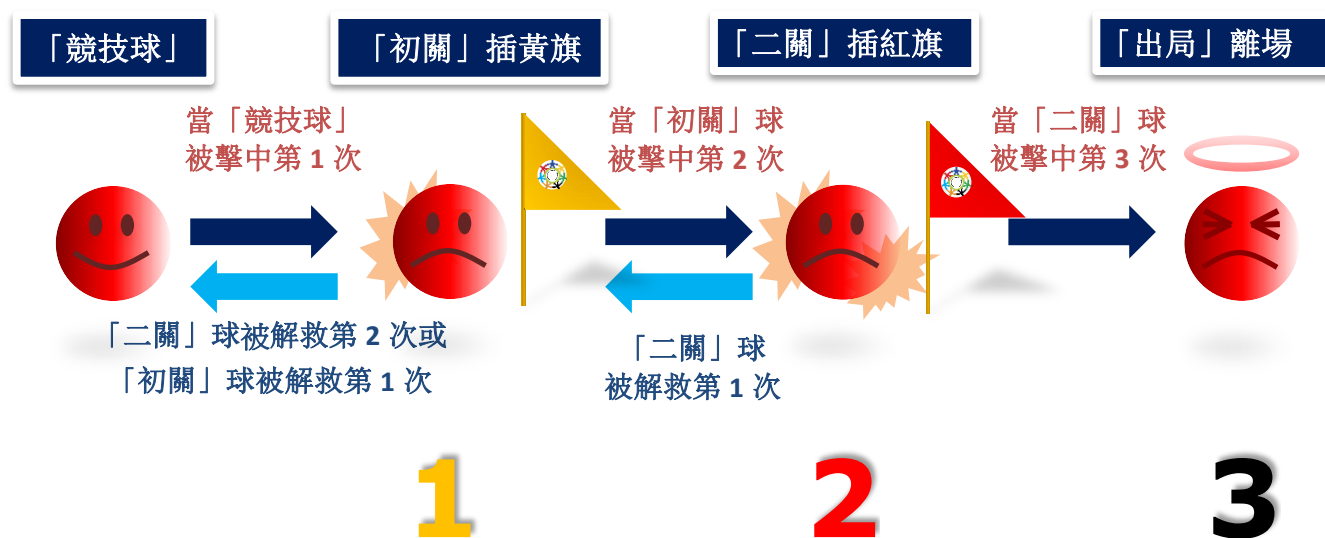 「競技球」
「初關」插黃旗
「二關」插紅旗
「出局」離場
當「競技球」
被擊中第 1 次
當「初關」球
被擊中第 2 次
當「二關」球
被擊中第 3 次
「二關」球被解救第 2 次或
「初關」球被解救第 1 次
「二關」球
被解救第 1 次
1
2
3